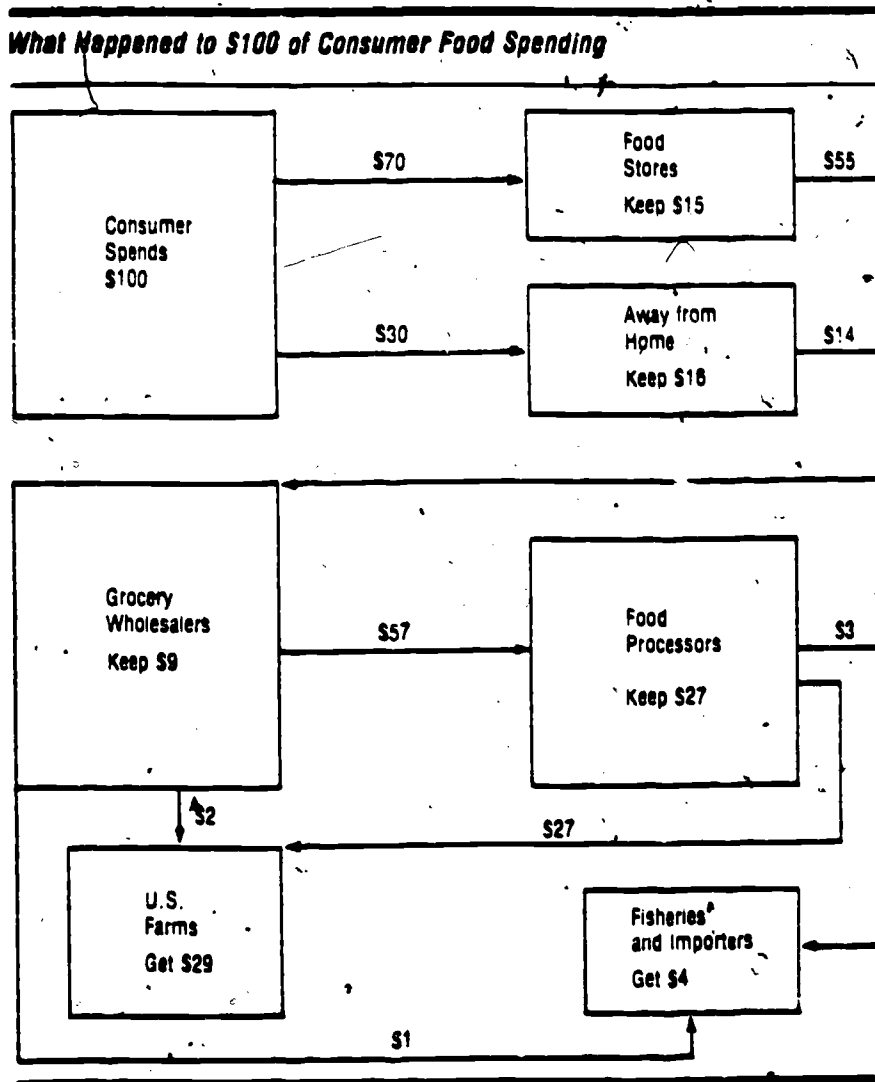 What Happened to $100 of Consumer Food Spending
$70
Food
Stores
Keep $15
$55
Consumer
Spends
$100
$30
Away from
Home
Keep $16
$14
Grocery
Wholesalers
Keep $9
$57
Food
Processors
Keep $27
$3
$2
$27
U.S.
Farms
Get $29
Fisheries
and Importers
Get $4
$1